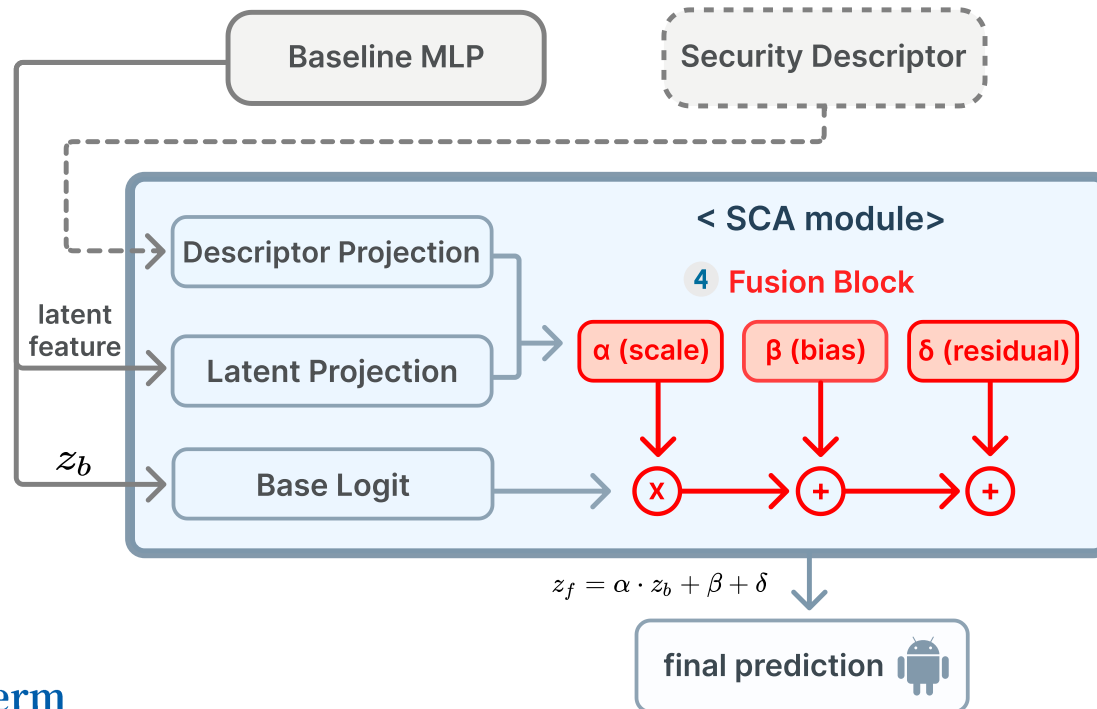 Baseline MLP
Security Descriptor
< SCA module>
Descriptor Projection
4 Fusion Block
latent
feature
α (scale)
β (bias)
δ (residual)
Latent Projection
z_b
Base Logit
x
+
+
z_f = α · z_b + β + δ
final prediction
erm